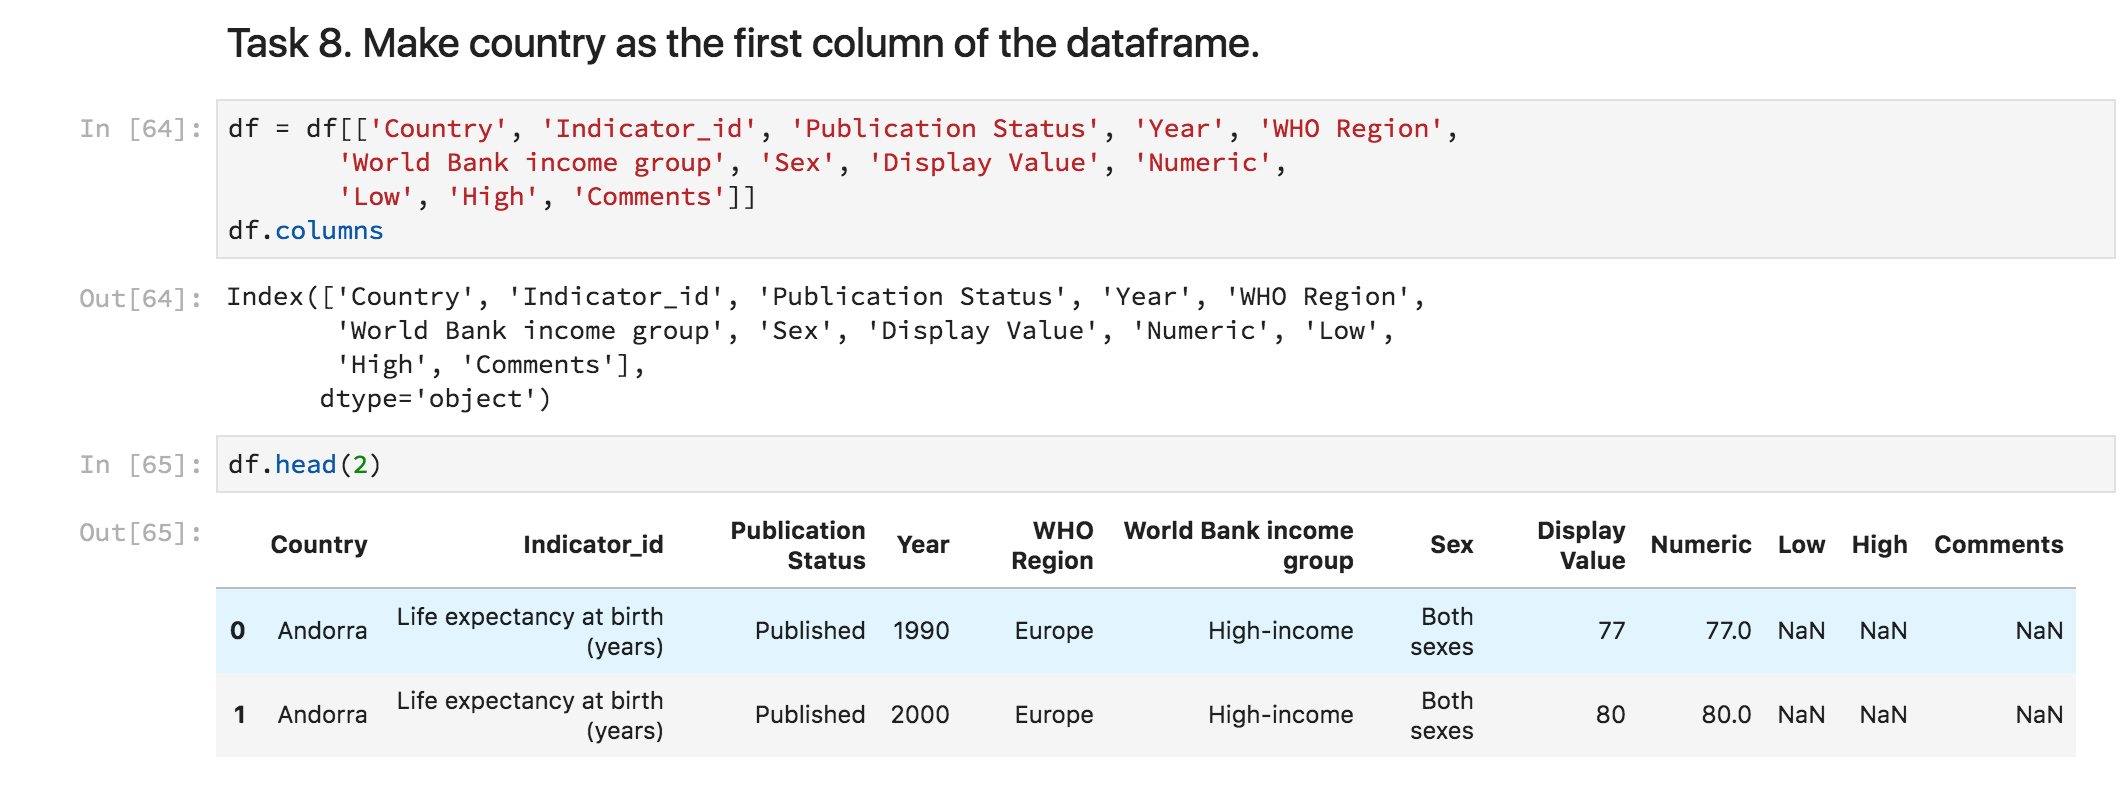 Task 8. Make country as the first column of the dataframe.
In [64]: df = df[['Country', 'Indicator_id', 'Publication Status', 'Year', 'WHO Region',
'World Bank income group', 'Sex', 'Display Value', 'Numeric',
'Low', 'High', 'Comments']]
df.columns
Out[64]: Index(['Country', 'Indicator_id', 'Publication Status', 'Year', 'WHO Region',
'World Bank income group', 'Sex', 'Display Value', 'Numeric', 'Low',
'High', 'Comments'],
dtype='object')
In [65]: df.head(2)
Out[65]:
Country Indicator_id Publication Status Year WHO Region World Bank income group Sex Display Value Numeric Low High Comments
0 Andorra Life expectancy at birth (years) Published 1990 Europe High-income Both sexes 77 77.0 NaN NaN NaN
1 Andorra Life expectancy at birth (years) Published 2000 Europe High-income Both sexes 80 80.0 NaN NaN NaN